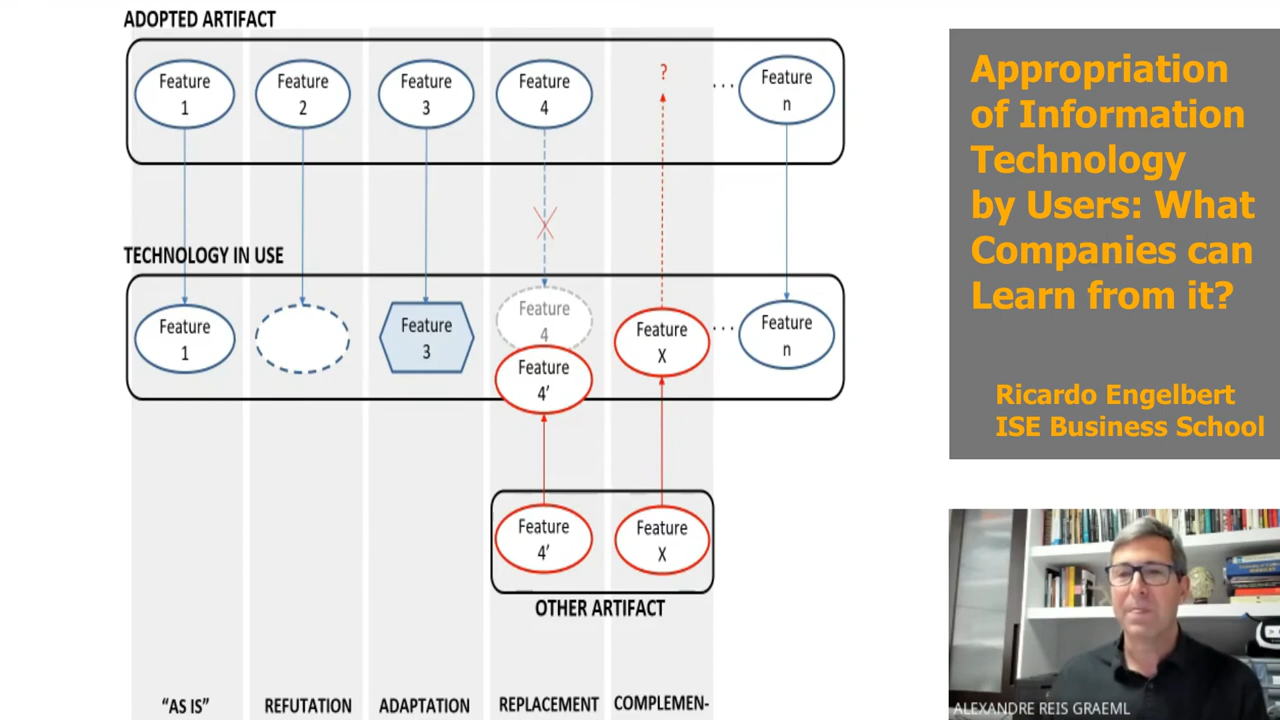 ADOPTED ARTIFACT
Feature
1
Feature
2
Feature
3
Feature
4
?
...
Feature
n
TECHNOLOGY IN USE
Feature
1
Feature
3
Feature
4
Feature
4’
Feature
X
...
Feature
n
Feature
4’
Feature
X
OTHER ARTIFACT
“AS IS”
REFUTATION
ADAPTATION
REPLACEMENT
COMPLEMEN-
Appropriation
of Information
Technology
by Users: What
Companies can
Learn from it?
Ricardo Engelbert
ISE Business School
ALEXANDRE REIS GRAEML